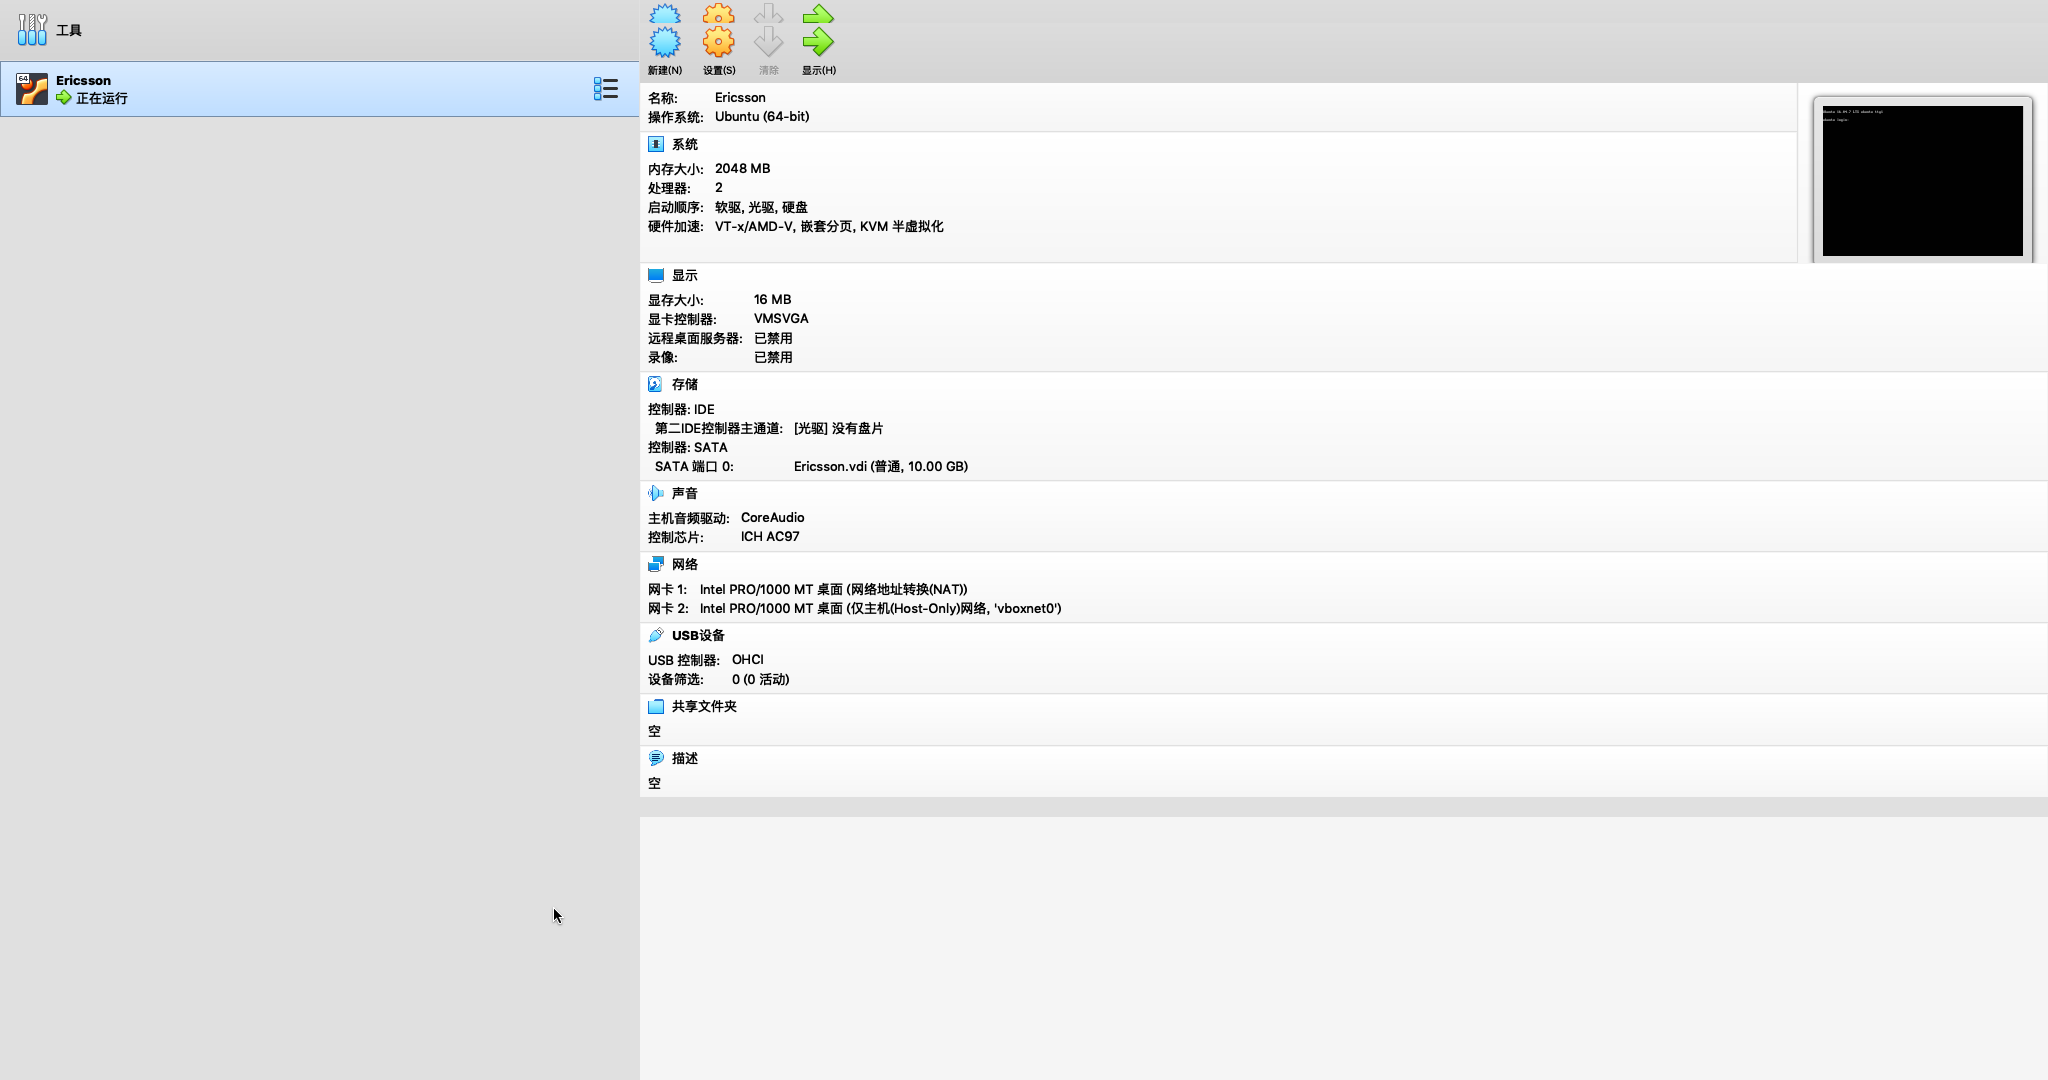 工具
64
Ericsson
正在运行
新建(N) 设置(S) 清除 显示(H)
名称: Ericsson
操作系统: Ubuntu (64-bit)
系统
内存大小: 2048 MB
处理器: 2
启动顺序: 软驱, 光驱, 硬盘
硬件加速: VT-x/AMD-V, 嵌套分页, KVM 半虚拟化
显示
显存大小: 16 MB
显卡控制器: VMSVGA
远程桌面服务器: 已禁用
录像: 已禁用
存储
控制器: IDE
第二IDE控制器主通道: [光驱] 没有盘片
控制器: SATA
SATA 端口 0: Ericsson.vdi (普通, 10.00 GB)
声音
主机音频驱动: CoreAudio
控制芯片: ICH AC97
网络
网卡 1: Intel PRO/1000 MT 桌面 (网络地址转换(NAT))
网卡 2: Intel PRO/1000 MT 桌面 (仅主机(Host-Only)网络, 'vboxnet0')
USB设备
USB 控制器: OHCI
设备筛选: 0 (0 活动)
共享文件夹
空
描述
空